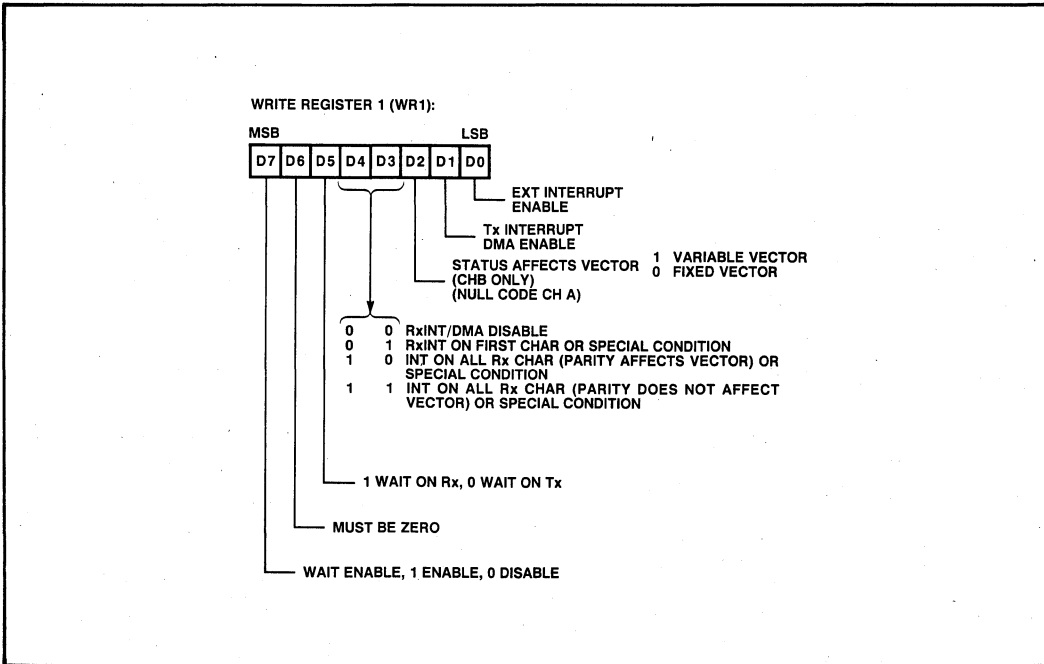 WRITE REGISTER 1 (WR1):
MSB LSB
D7 D6 D5 D4 D3 D2 D1 D0
EXT INTERRUPT
ENABLE
Tx INTERRUPT
DMA ENABLE
STATUS AFFECTS VECTOR 1 VARIABLE VECTOR
(CHB ONLY) 0 FIXED VECTOR
(NULL CODE CH A)
0 0 RxINT/DMA DISABLE
0 1 RxINT ON FIRST CHAR OR SPECIAL CONDITION
1 0 INT ON ALL Rx CHAR (PARITY AFFECTS VECTOR) OR
SPECIAL CONDITION
1 1 INT ON ALL Rx CHAR (PARITY DOES NOT AFFECT
VECTOR) OR SPECIAL CONDITION
1 WAIT ON Rx, 0 WAIT ON Tx
MUST BE ZERO
WAIT ENABLE, 1 ENABLE, 0 DISABLE